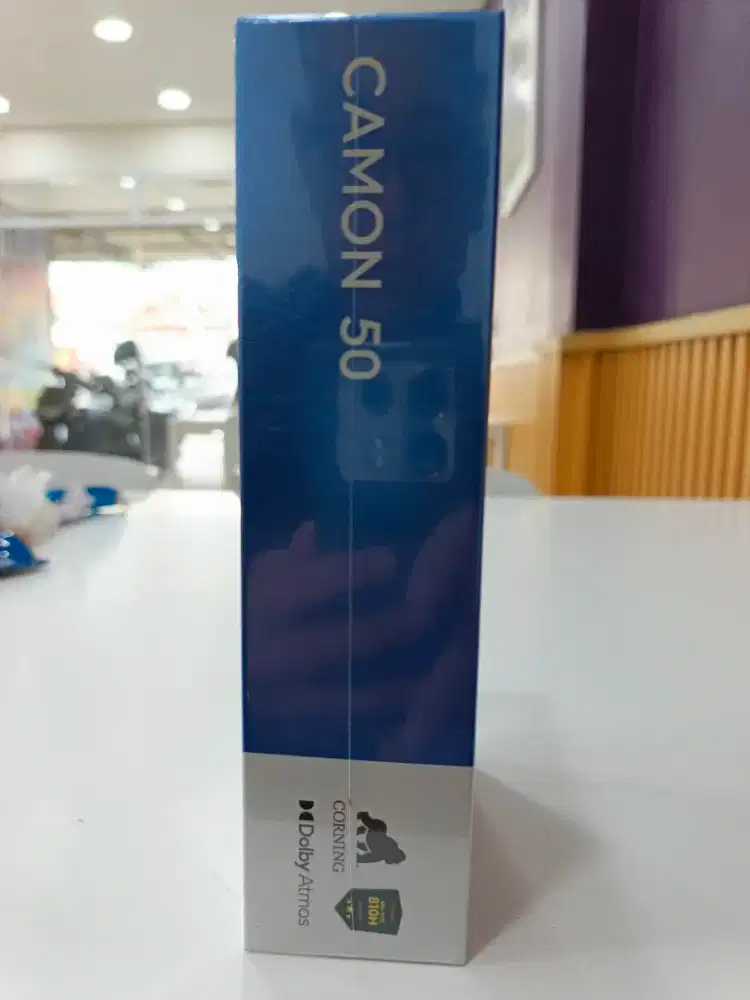 CAMON 50
CORNING
Dolby Atmos
810H